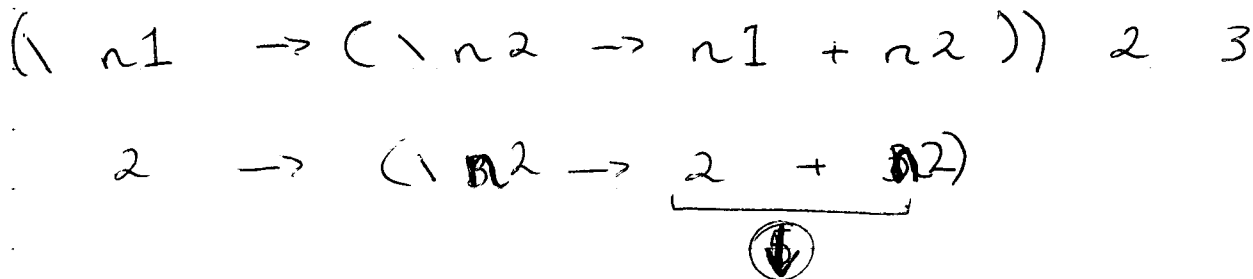 (\ n1 -> (\ n2 -> n1 + n2)) 2 3
2 -> (\ n2 -> 2 + n2)